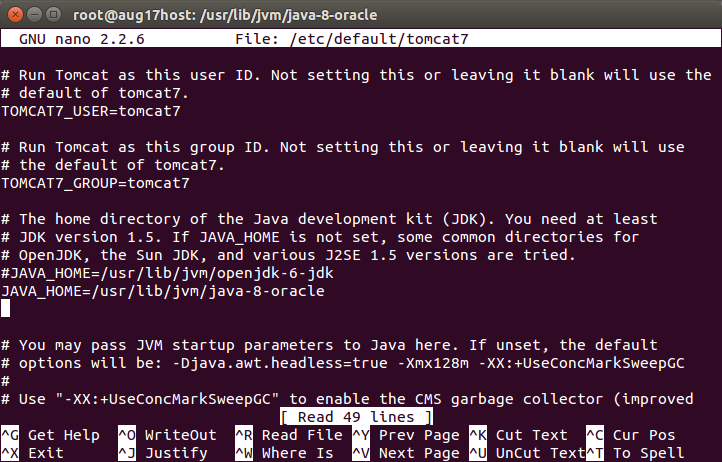 root@aug17host: /usr/lib/jvm/java-8-oracle
GNU nano 2.2.6 File: /etc/default/tomcat7
# Run Tomcat as this user ID. Not setting this or leaving it blank will use the
# default of tomcat7.
TOMCAT7_USER=tomcat7
# Run Tomcat as this group ID. Not setting this or leaving it blank will use
# the default of tomcat7.
TOMCAT7_GROUP=tomcat7
# The home directory of the Java development kit (JDK). You need at least
# JDK version 1.5. If JAVA_HOME is not set, some common directories for
# OpenJDK, the Sun JDK, and various J2SE 1.5 versions are tried.
#JAVA_HOME=/usr/lib/jvm/openjdk-6-jdk
JAVA_HOME=/usr/lib/jvm/java-8-oracle
# You may pass JVM startup parameters to Java here. If unset, the default
# options will be: -Djava.awt.headless=true -Xmx128m -XX:+UseConcMarkSweepGC
#
# Use "-XX:+UseConcMarkSweepGC" to enable the CMS garbage collector (improved
[ Read 49 lines ]
^G Get Help ^O WriteOut ^R Read File ^Y Prev Page ^K Cut Text ^C Cur Pos
^X Exit ^J Justify ^W Where Is ^V Next Page ^U UnCut Text ^T To Spell